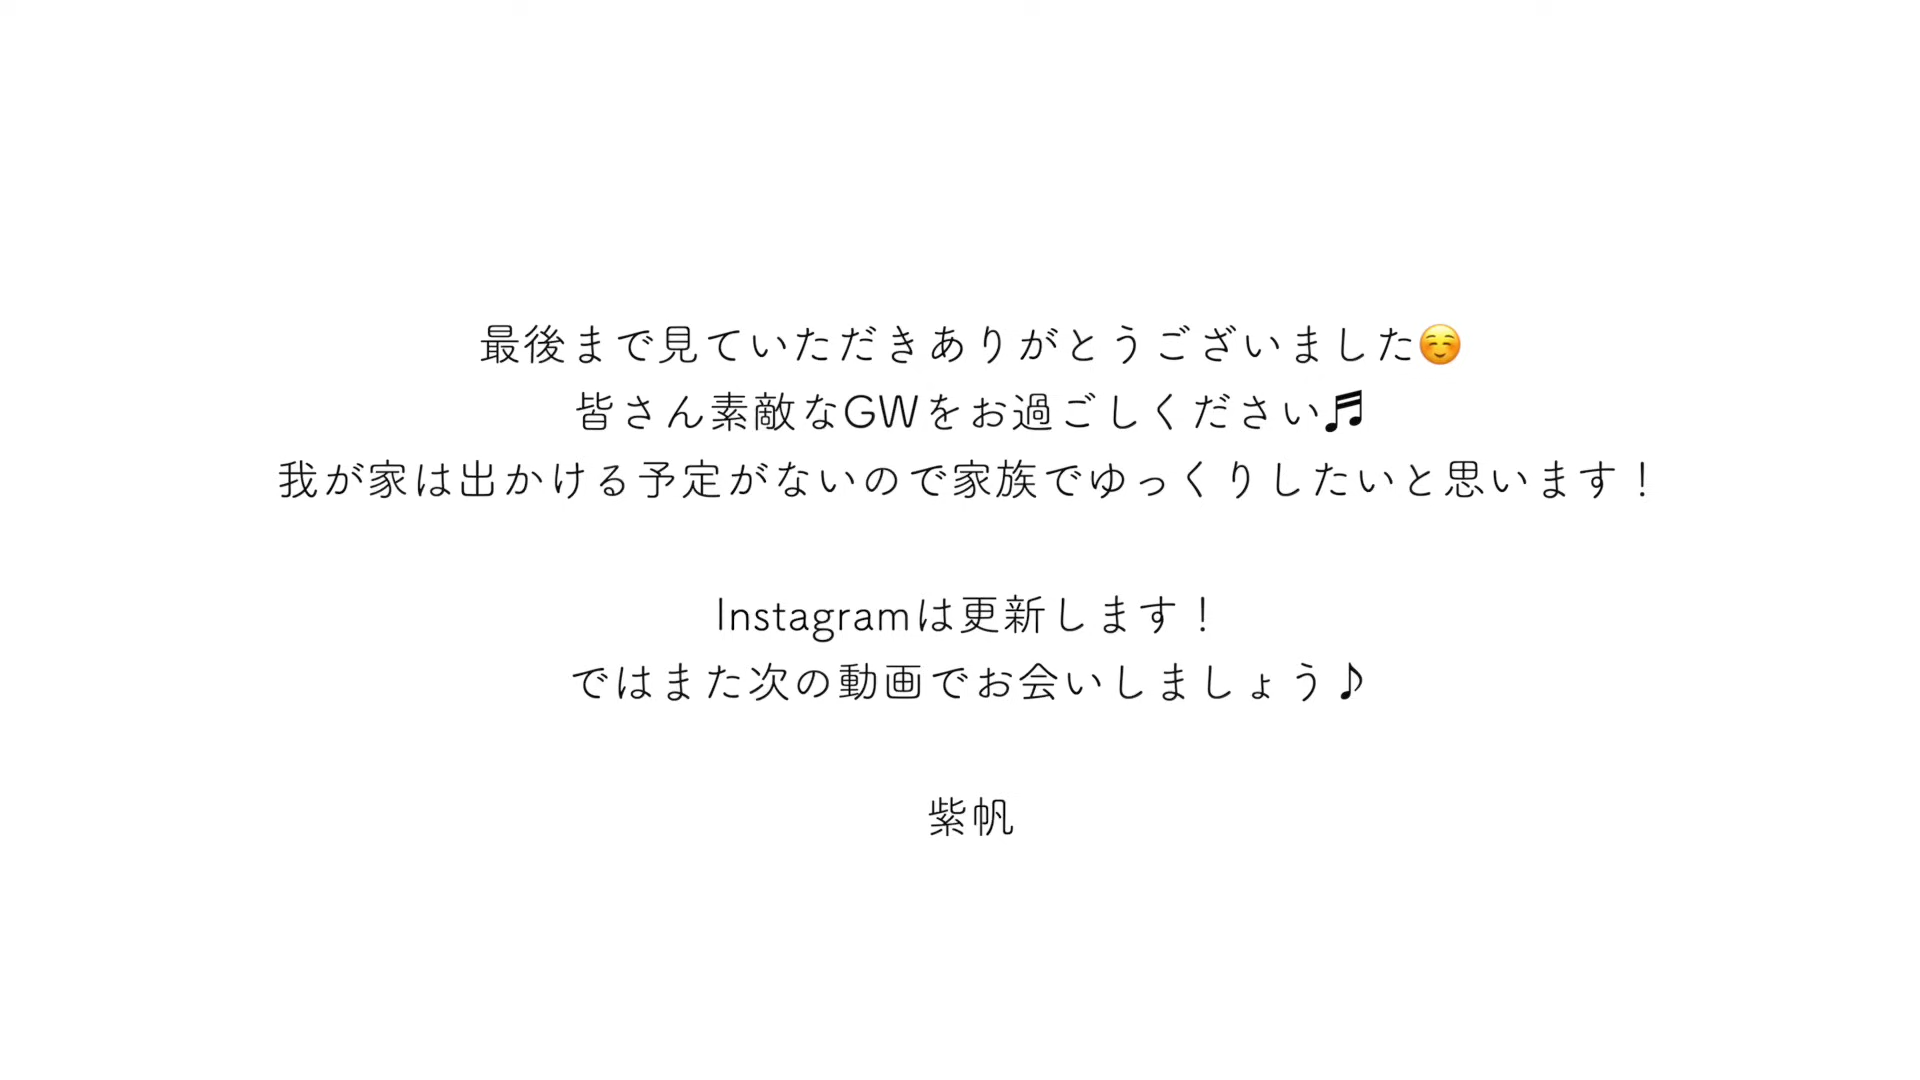 最後まで見ていただきありがとうございました☺️
皆さん素敵なGWをお過ごしください♬
我が家は出かける予定がないので家族でゆっくりしたいと思います！
Instagramは更新します！
ではまた次の動画でお会いしましょう♪
紫帆